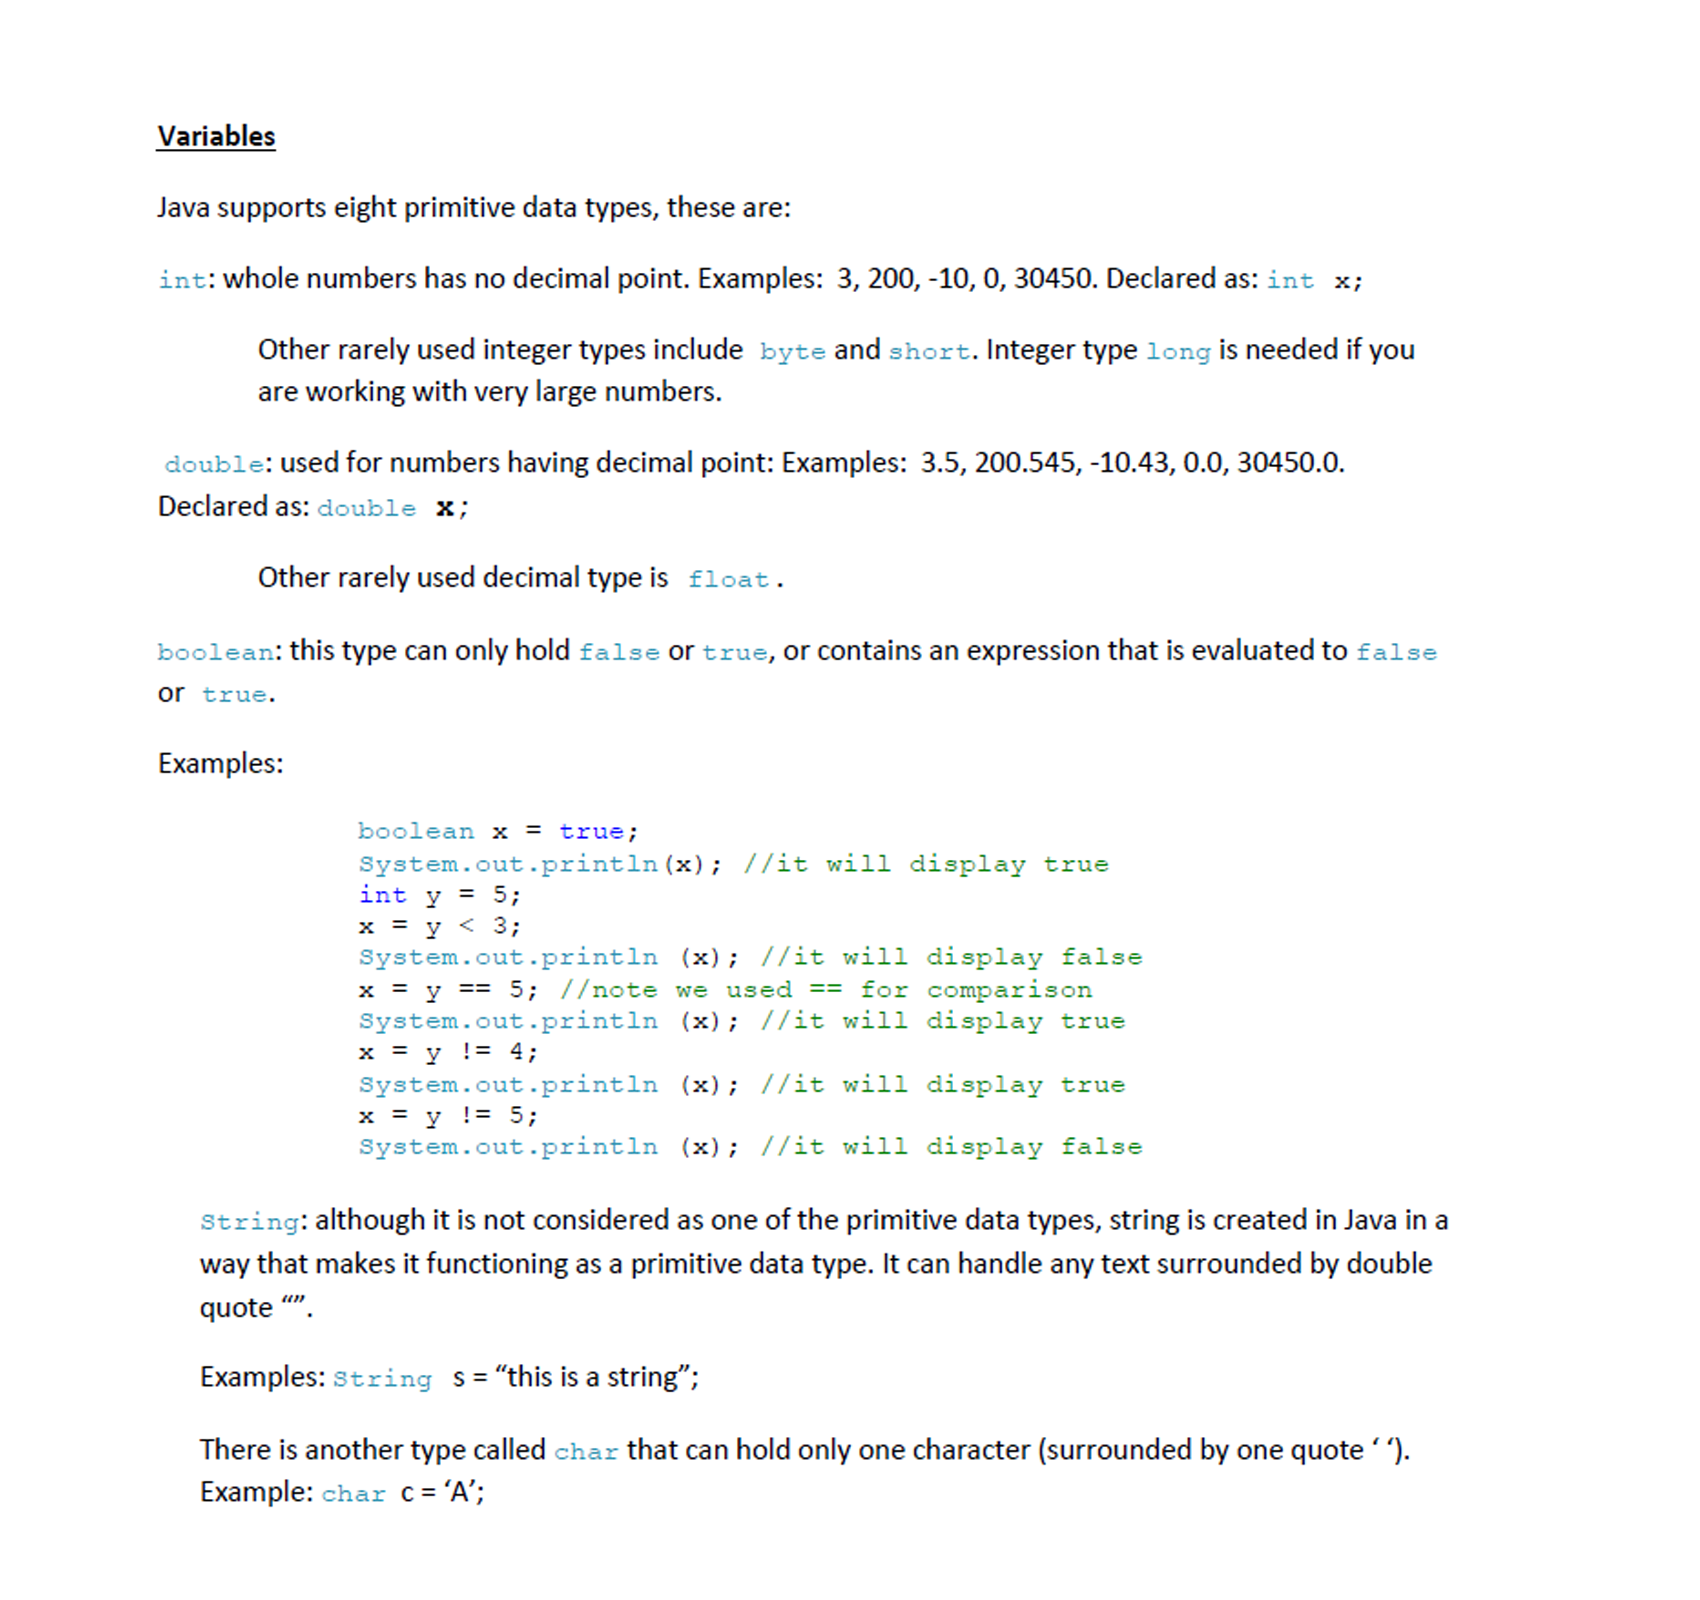 Variables
Java supports eight primitive data types, these are:
int: whole numbers has no decimal point. Examples:  3, 200, -10, 0, 30450. Declared as: int x;
Other rarely used integer types include  byte and short. Integer type long is needed if you
are working with very large numbers.
double: used for numbers having decimal point: Examples:  3.5, 200.545, -10.43, 0.0, 30450.0.
Declared as: double x;
Other rarely used decimal type is  float.
boolean: this type can only hold false or true, or contains an expression that is evaluated to false
or true.
Examples:
boolean x = true;
System.out.println(x); //it will display true
int y = 5;
x = y < 3;
System.out.println (x); //it will display false
x = y == 5; //note we used == for comparison
System.out.println (x); //it will display true
x = y != 4;
System.out.println (x); //it will display true
x = y != 5;
System.out.println (x); //it will display false
String: although it is not considered as one of the primitive data types, string is created in Java in a
way that makes it functioning as a primitive data type. It can handle any text surrounded by double
quote “”.
Examples: String s = “this is a string”;
There is another type called char that can hold only one character (surrounded by one quote ‘ ‘).
Example: char c = ‘A’;